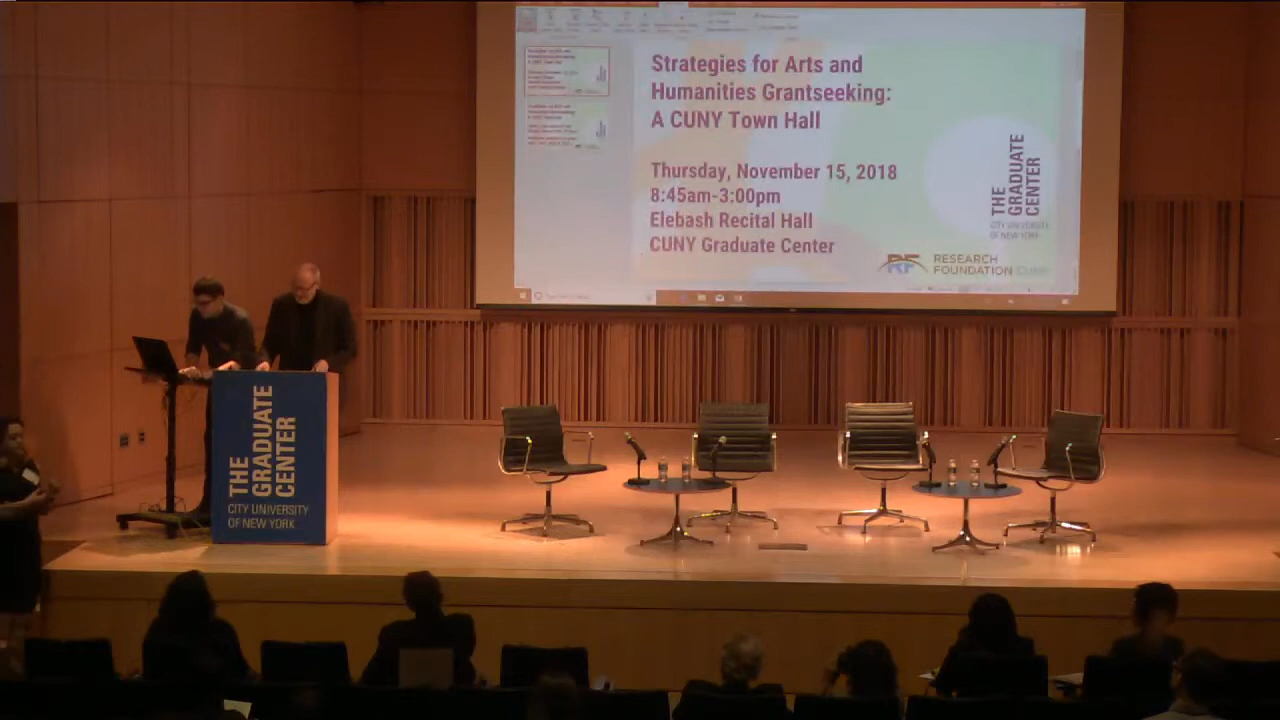 Strategies for Arts and
Humanities Grantseeking:
A CUNY Town Hall
Thursday, November 15, 2018
8:45am-3:00pm
Elebash Recital Hall
CUNY Graduate Center
THE
GRADUATE
CENTER
CITY UNIVERSITY
OF NEW YORK
RF
RESEARCH
FOUNDATION CUNY
THE
GRADUATE
CENTER
CITY UNIVERSITY
OF NEW YORK